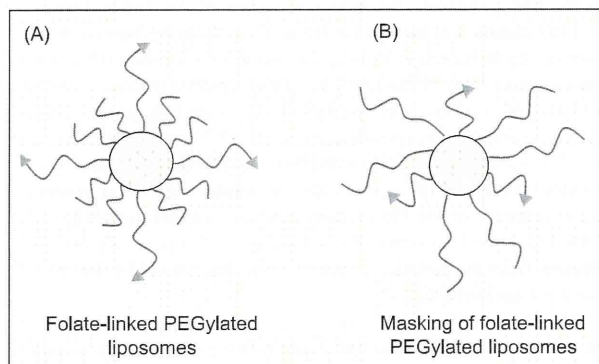 (A)
(B)
Folate-linked PEGylated
liposomes
Masking of folate-linked
PEGylated liposomes